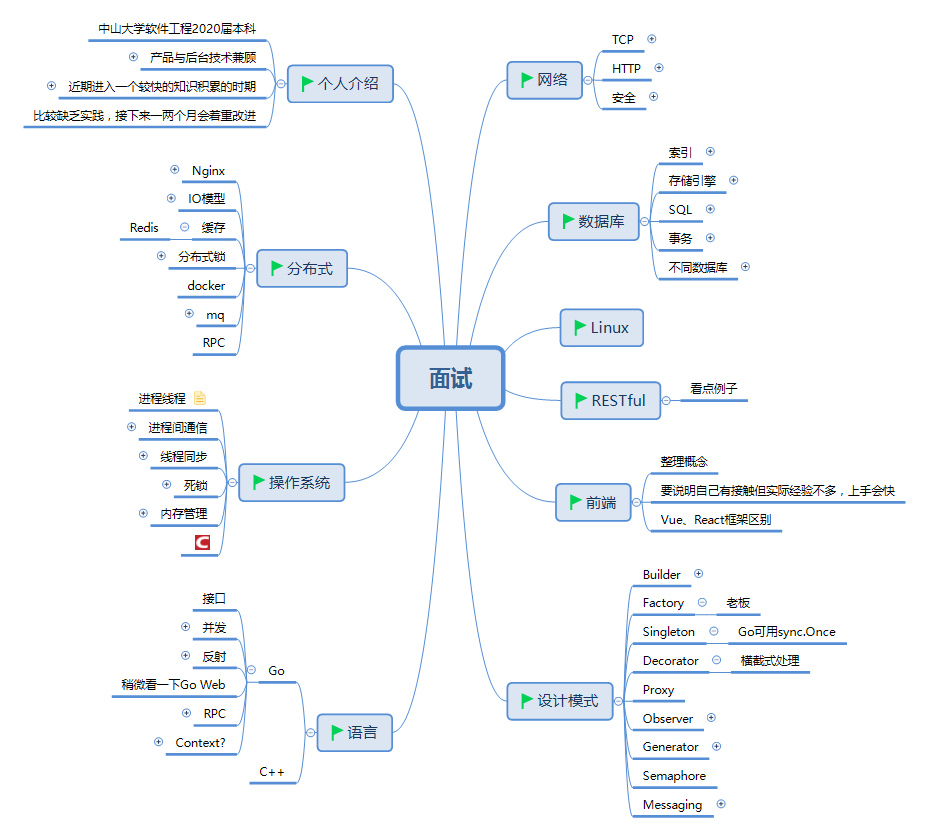 面试
个人介绍
中山大学软件工程2020届本科
产品与后台技术兼顾
近期进入一个较快的知识积累的时期
比较缺乏实践，接下来一两个月会着重改进
分布式
Nginx
IO模型
缓存
Redis
分布式锁
docker
mq
RPC
操作系统
进程线程
进程间通信
线程同步
死锁
内存管理
C
语言
Go
接口
并发
反射
稍微看一下Go Web
RPC
Context?
C++
网络
TCP
HTTP
安全
数据库
索引
存储引擎
SQL
事务
不同数据库
Linux
RESTful
看点例子
前端
整理概念
要说明自己有接触但实际经验不多，上手会快
Vue、React框架区别
设计模式
Builder
Factory
老板
Singleton
Go可用sync.Once
Decorator
横截式处理
Proxy
Observer
Generator
Semaphore
Messaging